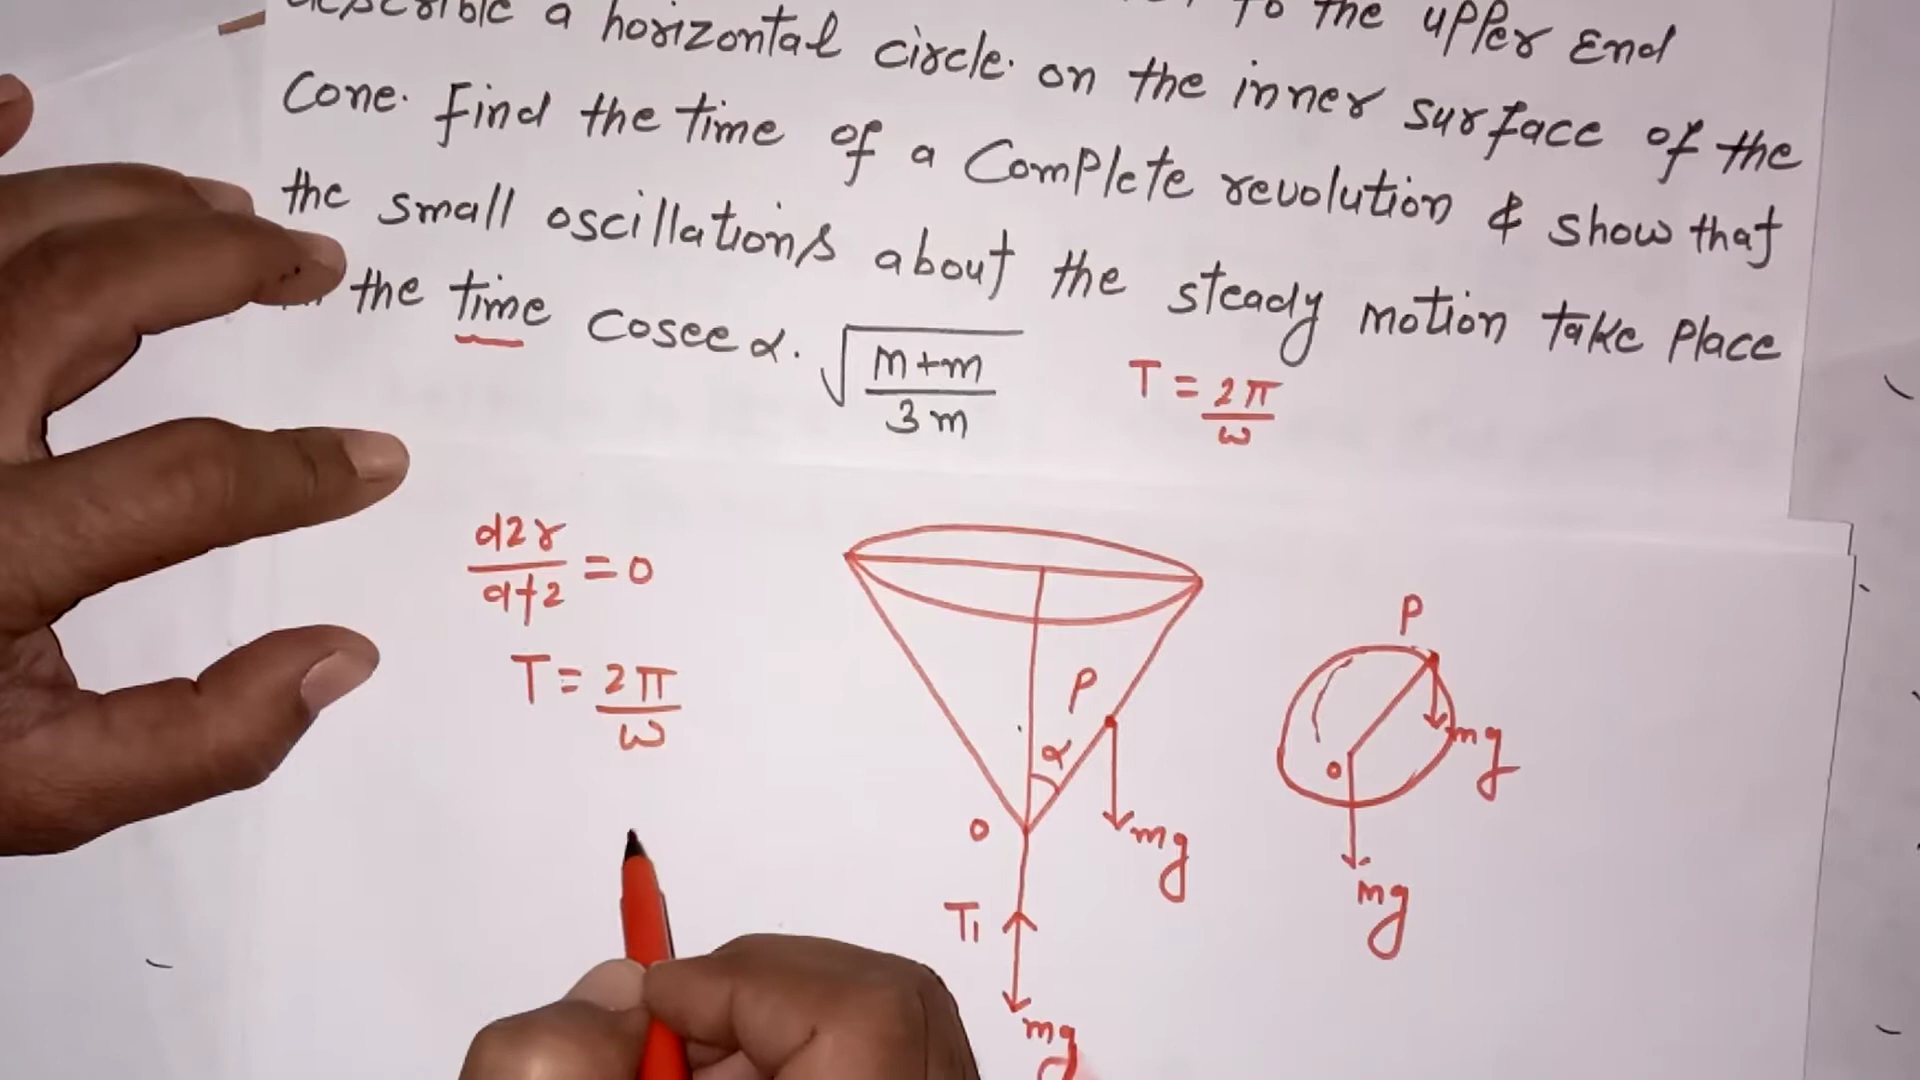 describle a horizontal circle. on the inner surface of the
to the upper End
Cone. Find the time of a Complete revolution & show that
the small oscillations about the steady motion take place
the time Cosec α. √ m+m / 3m
T = 2π / ω
d2r / dt2 = 0
T = 2π / ω
P
α
O
mg
T1
mg
P
O
mg
mg